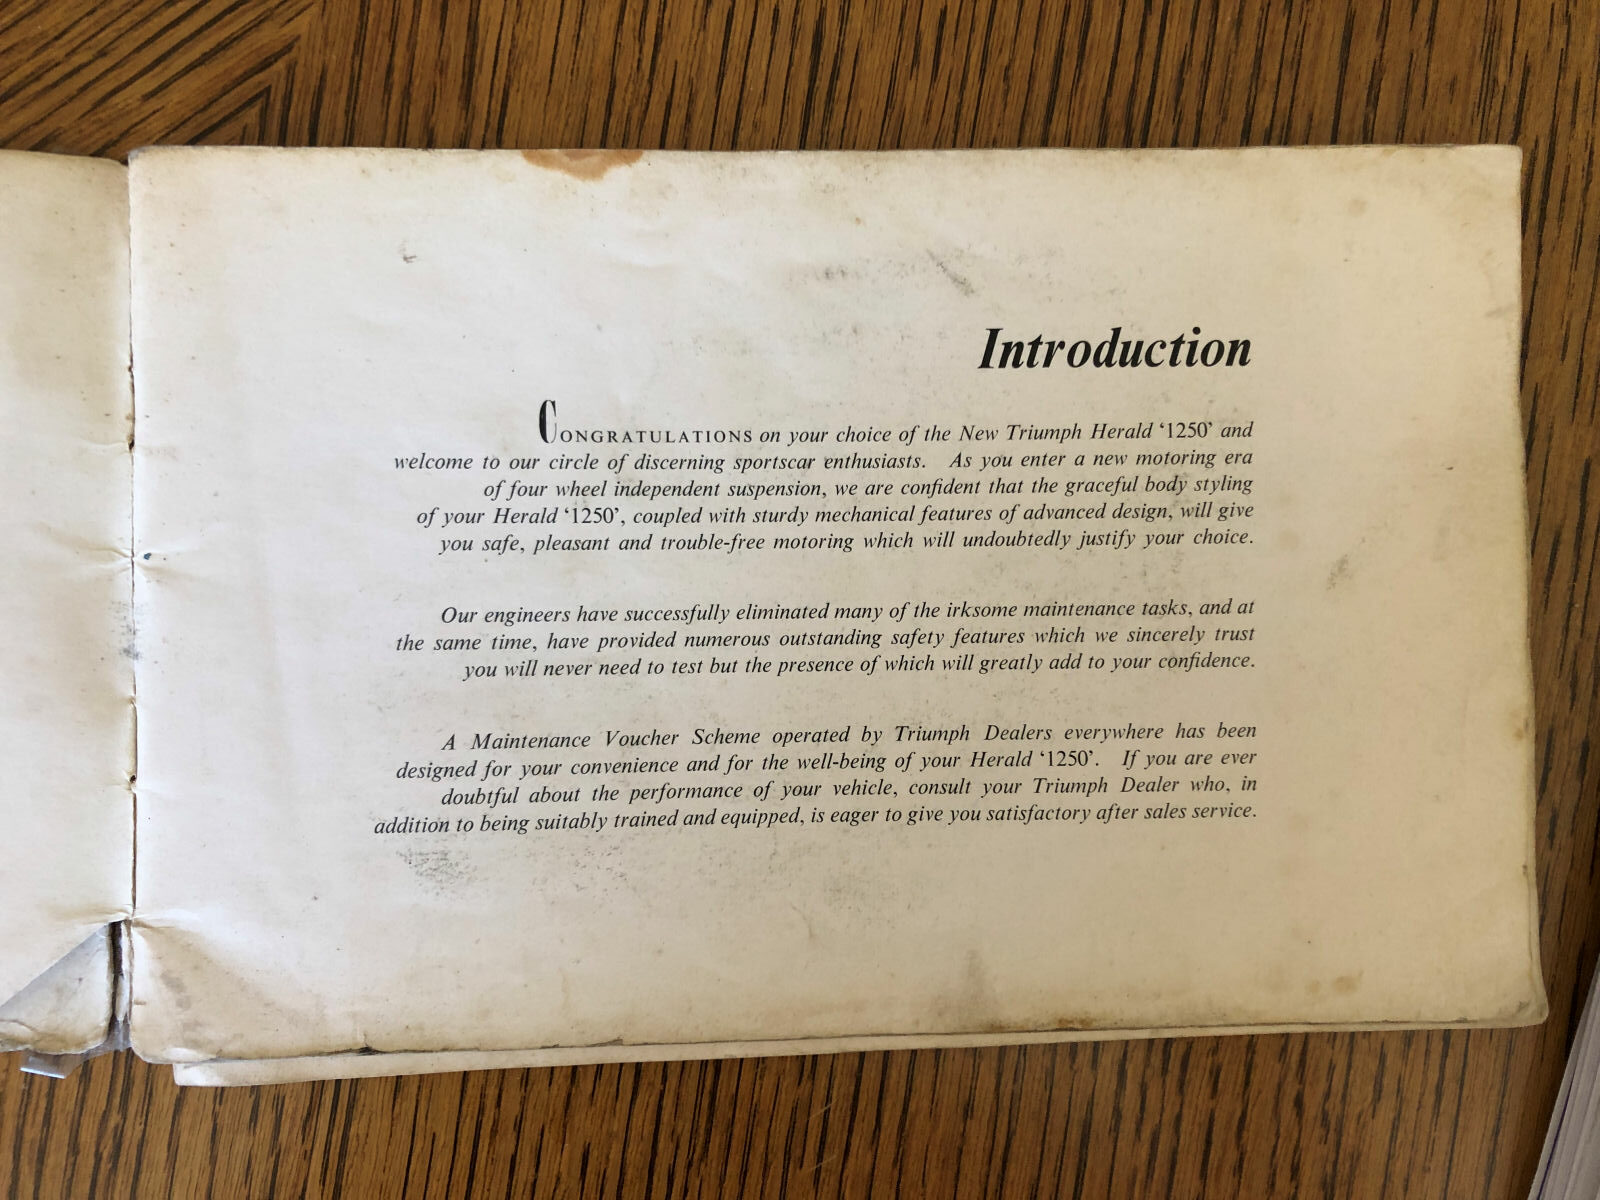 Introduction
CONGRATULATIONS on your choice of the New Triumph Herald ‘1250’ and
welcome to our circle of discerning sportscar enthusiasts. As you enter a new motoring era
of four wheel independent suspension, we are confident that the graceful body styling
of your Herald ‘1250’, coupled with sturdy mechanical features of advanced design, will give
you safe, pleasant and trouble-free motoring which will undoubtedly justify your choice.
Our engineers have successfully eliminated many of the irksome maintenance tasks, and at
the same time, have provided numerous outstanding safety features which we sincerely trust
you will never need to test but the presence of which will greatly add to your confidence.
A Maintenance Voucher Scheme operated by Triumph Dealers everywhere has been
designed for your convenience and for the well-being of your Herald ‘1250’. If you are ever
doubtful about the performance of your vehicle, consult your Triumph Dealer who, in
addition to being suitably trained and equipped, is eager to give you satisfactory after sales service.